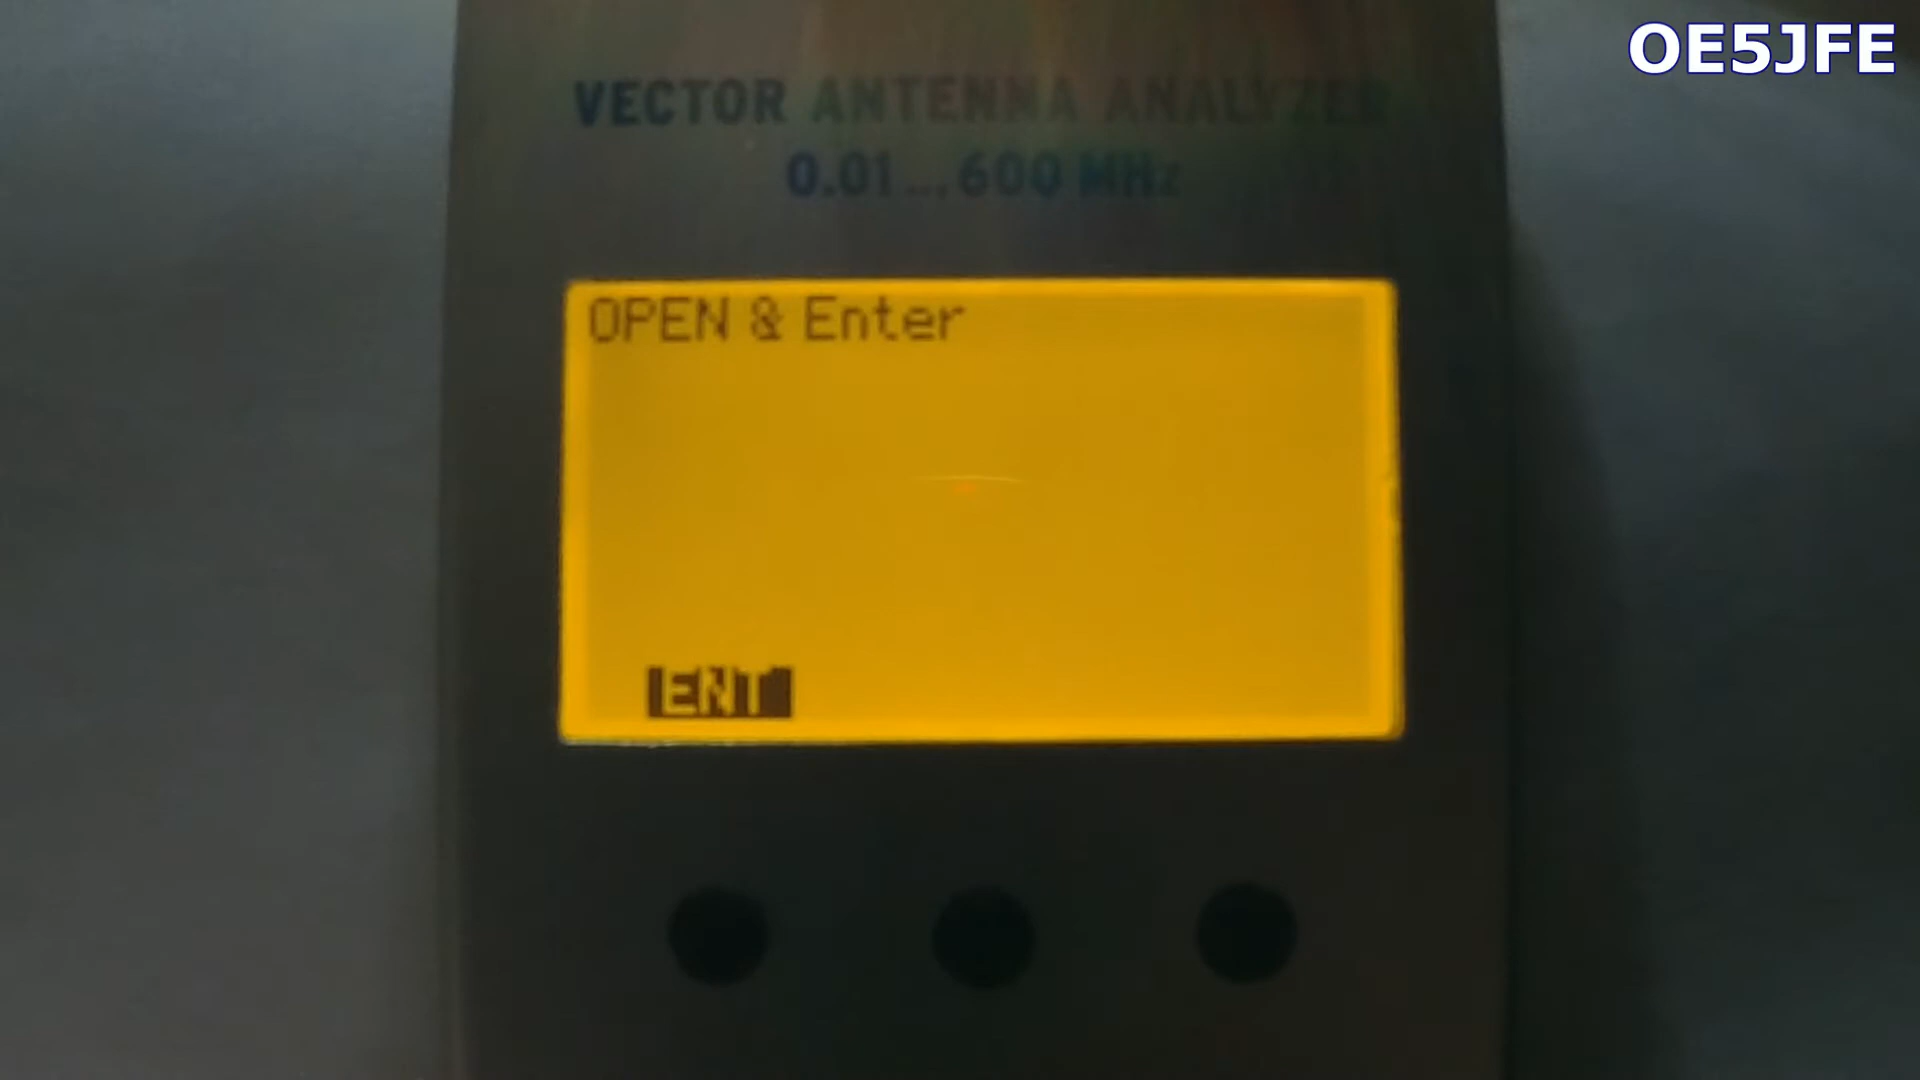 OE5JFE
VECTOR ANTENNA ANALYZER
0.01...600 MHz
OPEN & Enter
ENT